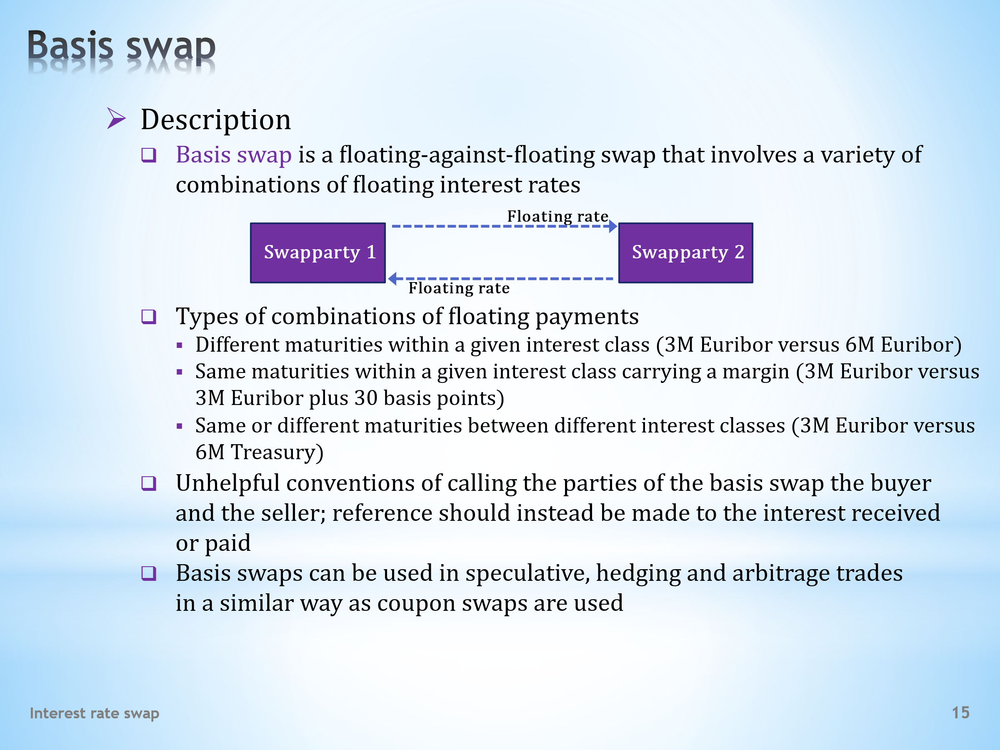 Basis swap
Description
Basis swap is a floating-against-floating swap that involves a variety of
combinations of floating interest rates
Floating rate
Swapparty 1
Swapparty 2
Floating rate
Types of combinations of floating payments
Different maturities within a given interest class (3M Euribor versus 6M Euribor)
Same maturities within a given interest class carrying a margin (3M Euribor versus
3M Euribor plus 30 basis points)
Same or different maturities between different interest classes (3M Euribor versus
6M Treasury)
Unhelpful conventions of calling the parties of the basis swap the buyer
and the seller; reference should instead be made to the interest received
or paid
Basis swaps can be used in speculative, hedging and arbitrage trades
in a similar way as coupon swaps are used
Interest rate swap
15